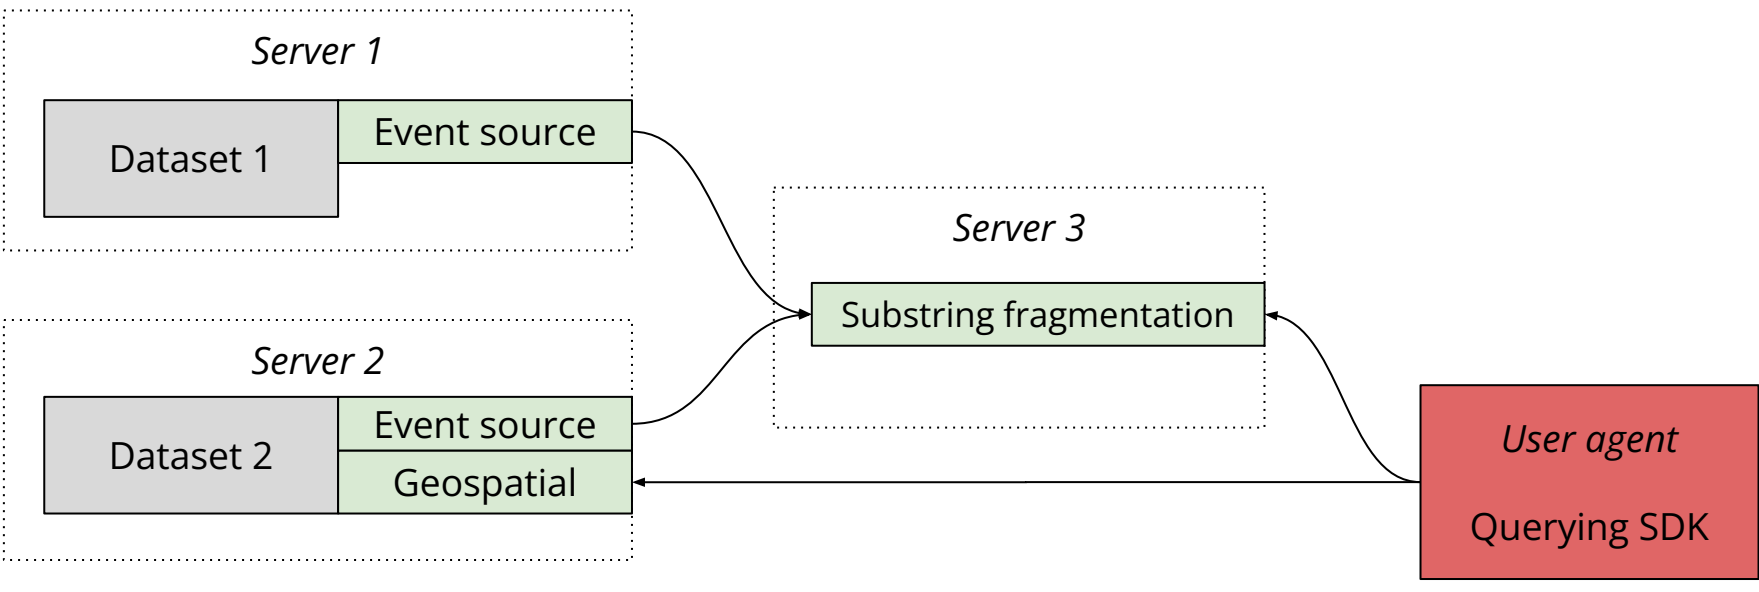 Server 1
Dataset 1
Event source
Server 2
Dataset 2
Event source
Geospatial
Server 3
Substring fragmentation
User agent
Querying SDK